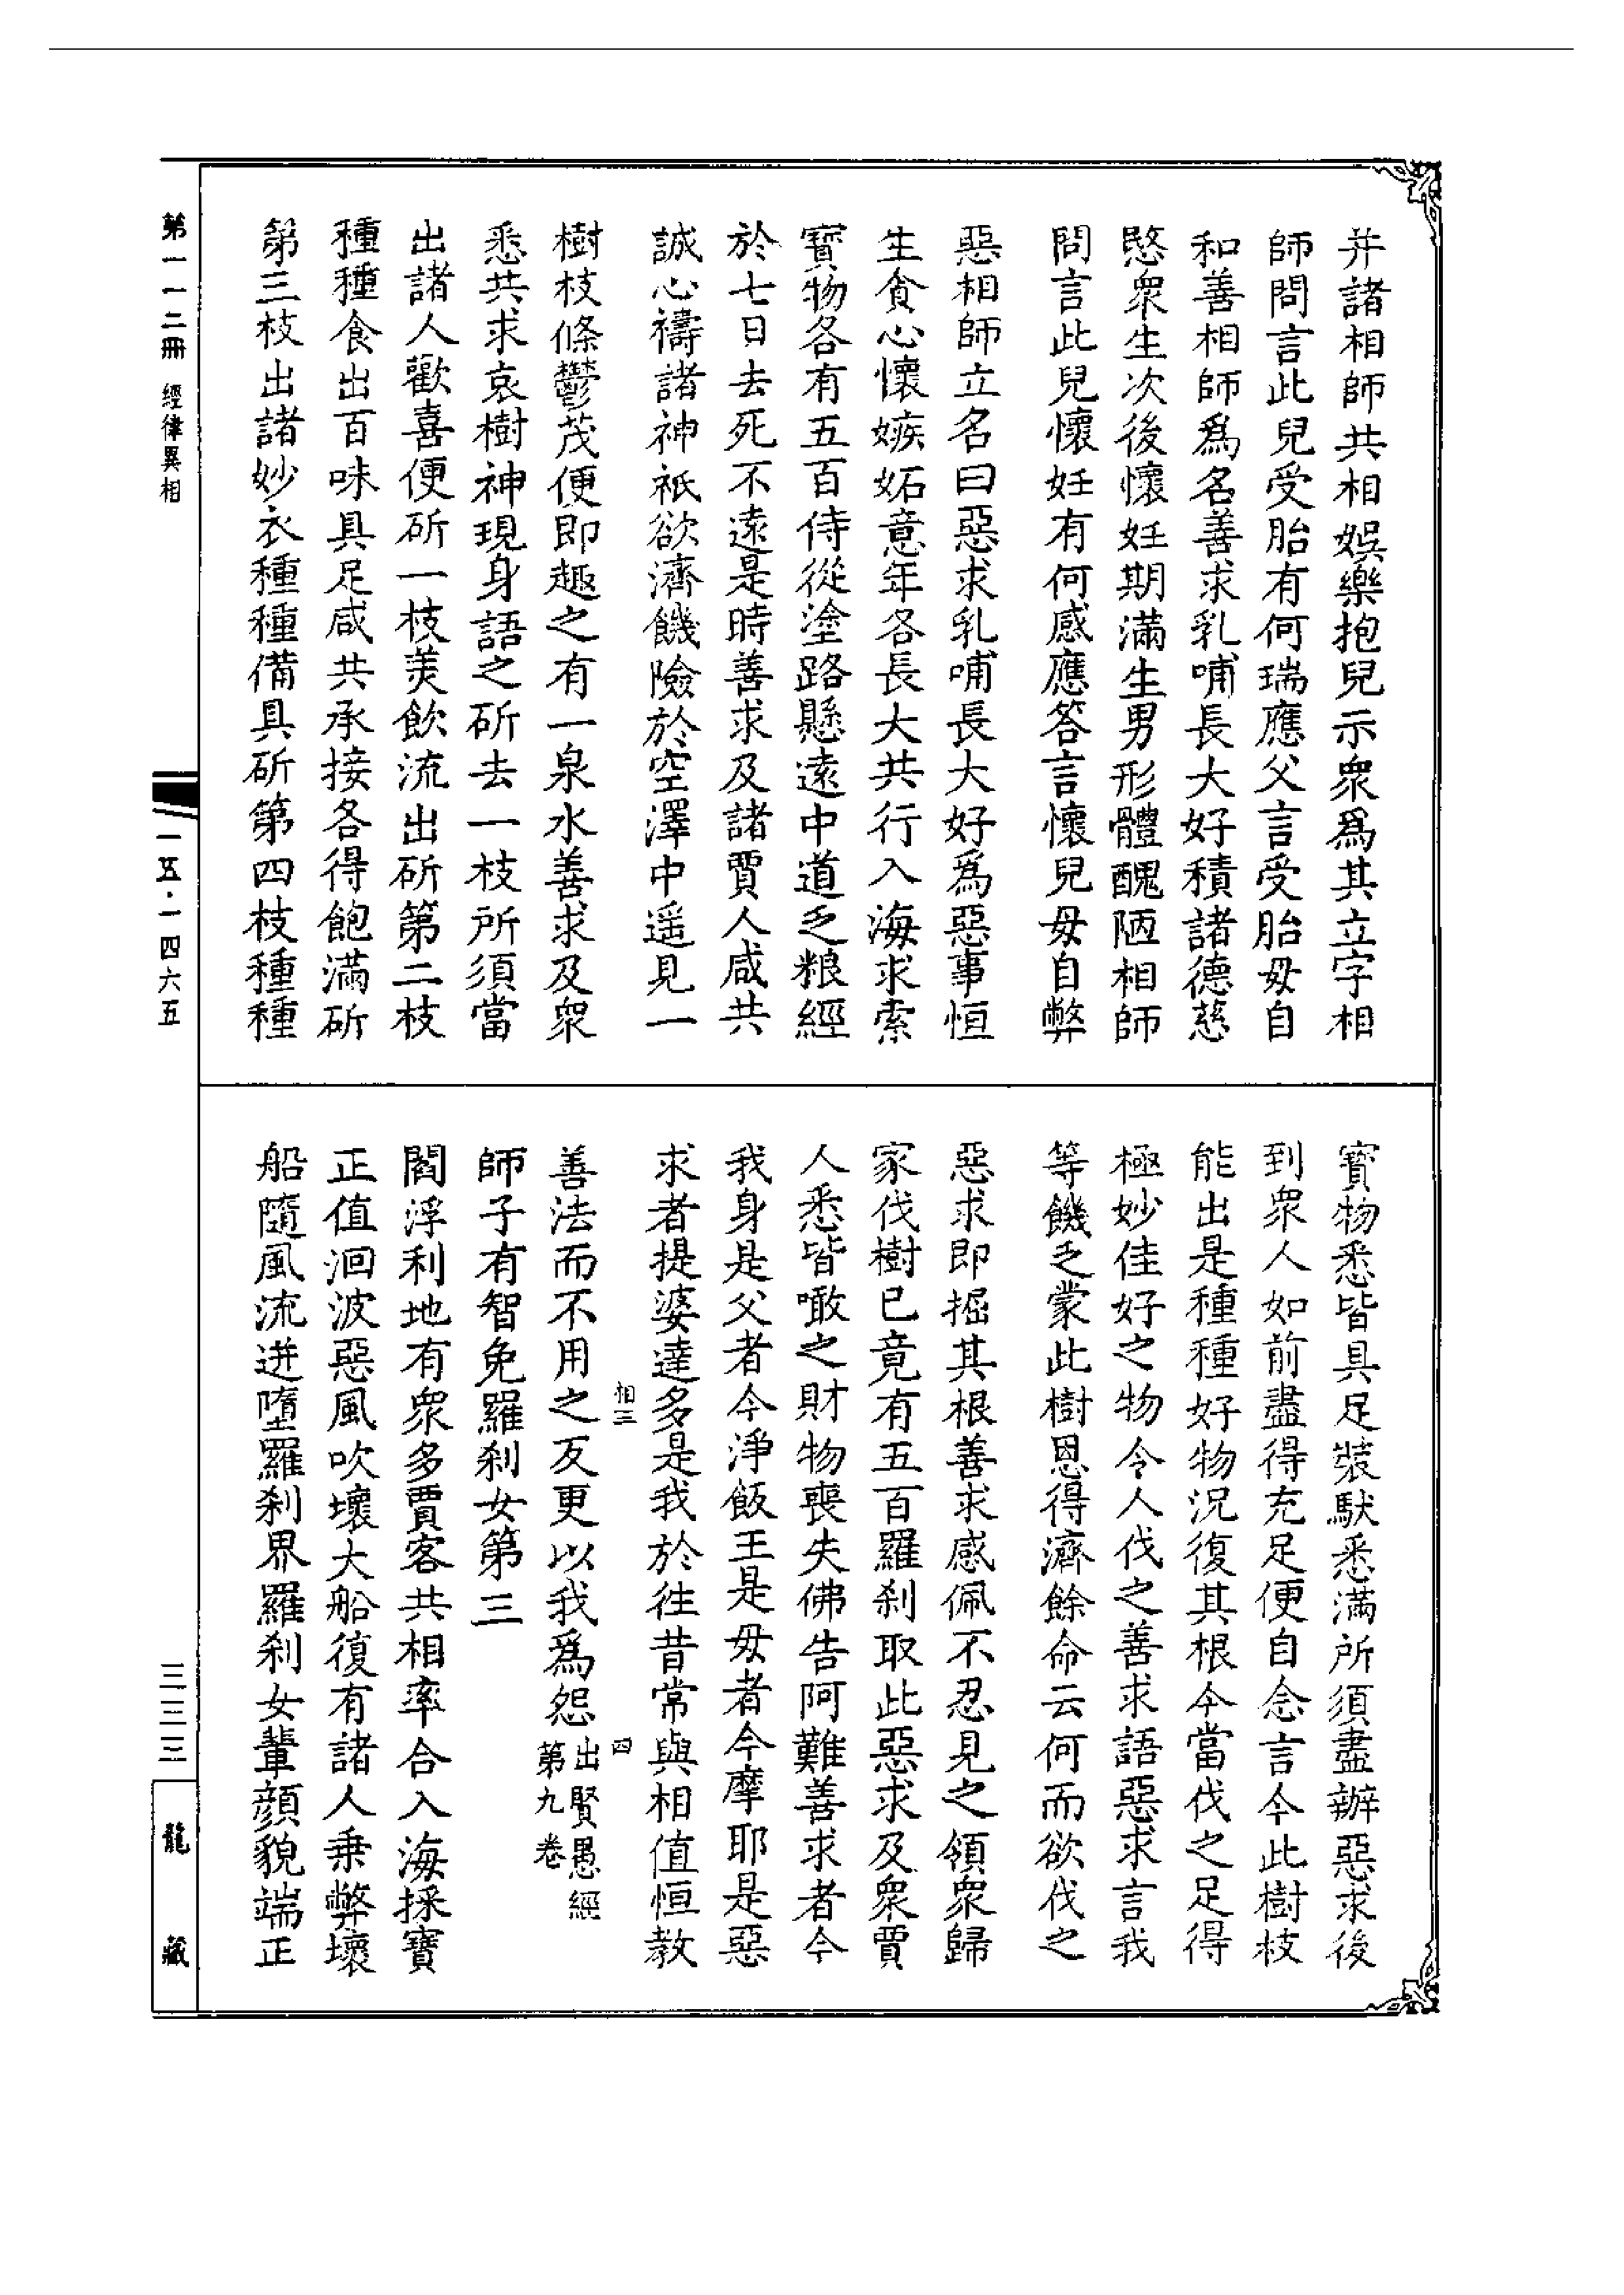 并諸相師共相娛樂抱兒示衆爲其立字相
師問言此兒受胎有何瑞應父言受胎母自
和善相師爲名善求乳哺長大好積諸德慈
愍衆生次後懷妊期滿生男形體醜陋相師
問言此兒懷妊有何感應答言懷兒母自弊
惡相師立名曰惡求乳哺長大好爲惡事恒
生貪心懷嫉妬意年各長大共行入海求索
寶物各有五百侍從塗路懸遠中道乏粮經
於七日去死不遠是時善求及諸賈人咸共
誠心禱諸神祇欲濟饑險於空澤中遥見一
樹枝條鬱茂便即趣之有一泉水善求及衆
悉共求哀樹神現身語之斫去一枝所須當
出諸人歡喜便斫一枝美飲流出斫第二枝
種種食出百味具足咸共承接各得飽滿斫
第三枝出諸妙衣種種備具斫第四枝種種
寶物悉皆具足裝馱悉滿所須盡辦惡求後
到衆人如前盡得充足便自念言今此樹枝
能出是種種好物況復其根今當伐之足得
極妙佳好之物令人伐之善求語惡求言我
等饑乏蒙此樹恩得濟餘命云何而欲伐之
惡求即掘其根善求感佩不忍見之領衆歸
家伐樹已竟有五百羅刹取此惡求及衆賈
人悉皆噉之財物喪失佛告阿難善求者今
我身是父者今淨飯王是母者今摩耶是惡
求者提婆達多是我於徃昔常與相值恒教
相三
四
善法而不用之反更以我爲怨出賢愚經第九卷
師子有智免羅刹女第三
閻浮利地有衆多賈客共相率合入海採寶
正值洄波惡風吹壞大船復有諸人乗弊壞
船隨風流迸墮羅刹界羅刹女輩顔貌端正
第一一二冊 經律異相
一五·一四六五
三三三
龍藏